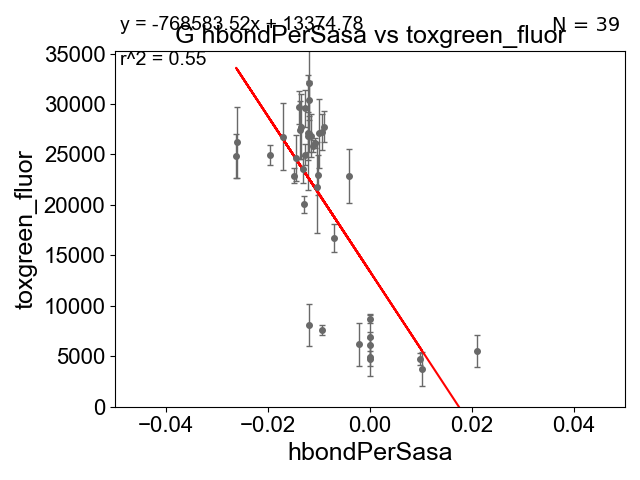 y = -768583.52x + 13374.78
N = 39
G hbondPerSasa vs toxgreen_fluor
r^2 = 0.55
toxgreen_fluor
35000
30000
25000
20000
15000
10000
5000
0
−0.04 −0.02 0.00 0.02 0.04
hbondPerSasa